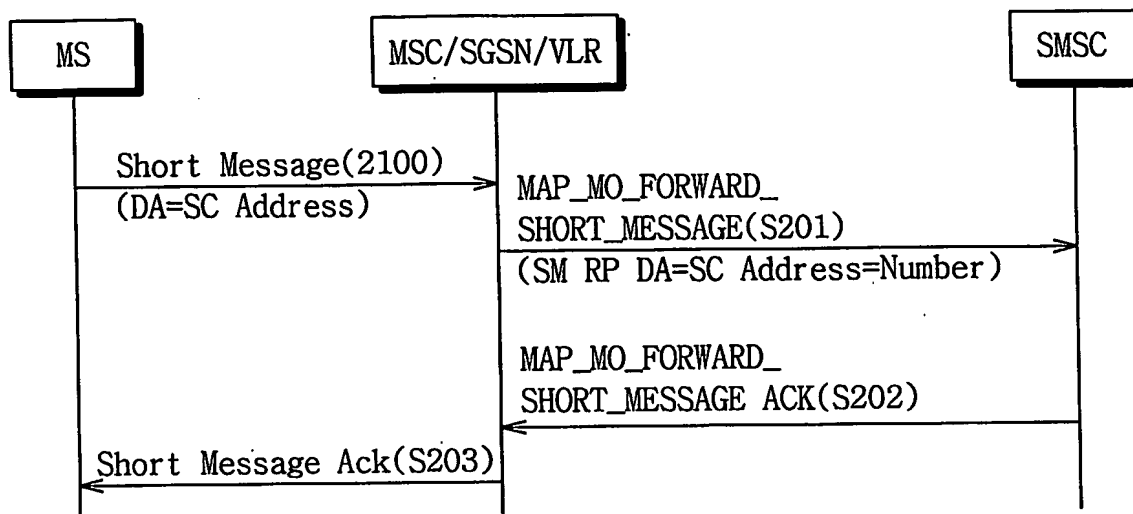 MS
MSC/SGSN/VLR
SMSC
Short Message(2100)
(DA=SC Address)
MAP_MO_FORWARD_
SHORT_MESSAGE(S201)
(SM RP DA=SC Address=Number)
MAP_MO_FORWARD_
SHORT_MESSAGE ACK(S202)
Short Message Ack(S203)